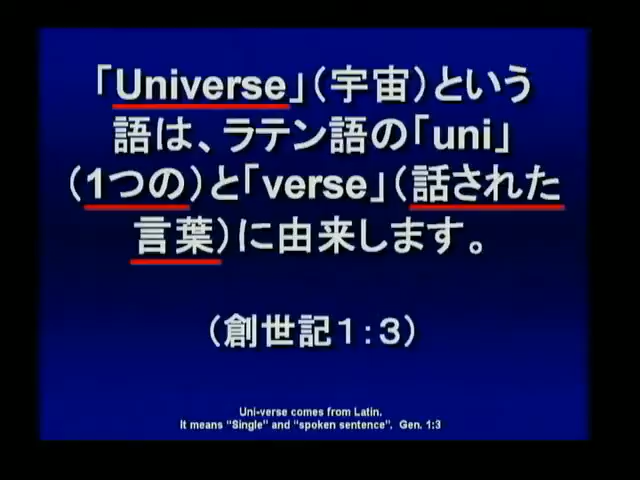 「Universe」（宇宙）という
語は、ラテン語の「uni」
（1つの）と「verse」（話された
言葉）に由来します。
（創世記１：３）
Uni-verse comes from Latin.
It means "Single" and "spoken sentence". Gen. 1:3